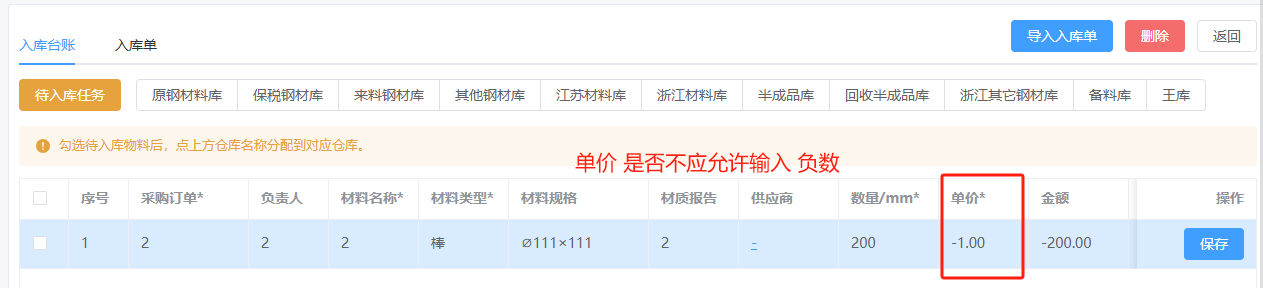 入库台账 入库单 导入入库单 删除 返回
待入库任务 原钢材料库 保税钢材库 来料钢材库 其他钢材库 江苏材料库 浙江材料库 半成品库 回收半成品库 浙江其它钢材库 备料库 王库
勾选待入库物料后，点上方仓库名称分配到对应仓库。
单价 是否不应允许输入 负数
序号 采购订单* 负责人 材料名称* 材料类型* 材料规格 材质报告 供应商 数量/mm* 单价* 金额 操作
1 2 2 2 棒 ∅111×111 2 - 200 -1.00 -200.00 保存